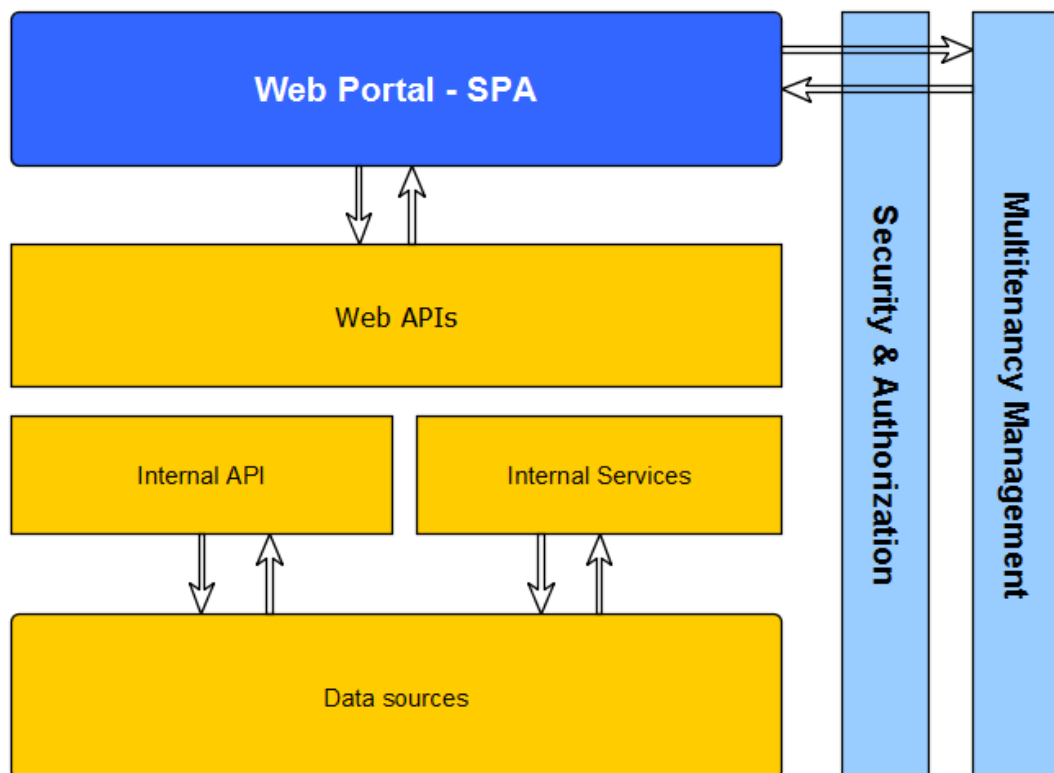 Web Portal - SPA
Web APIs
Internal API
Internal Services
Data sources
Security & Authorization
Multitenancy Management